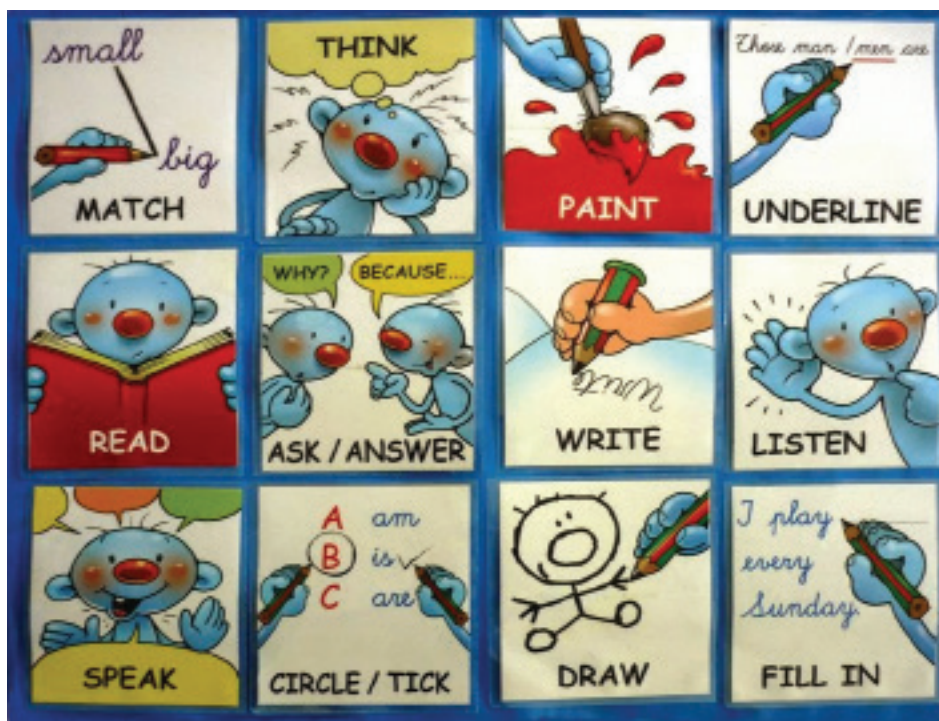 small
big
MATCH
THINK
PAINT
These man / men are
UNDERLINE
READ
WHY?
BECAUSE....
ASK / ANSWER
Write
WRITE
LISTEN
SPEAK
A am
B is
C are
CIRCLE / TICK
DRAW
I play
every
Sunday.
FILL IN